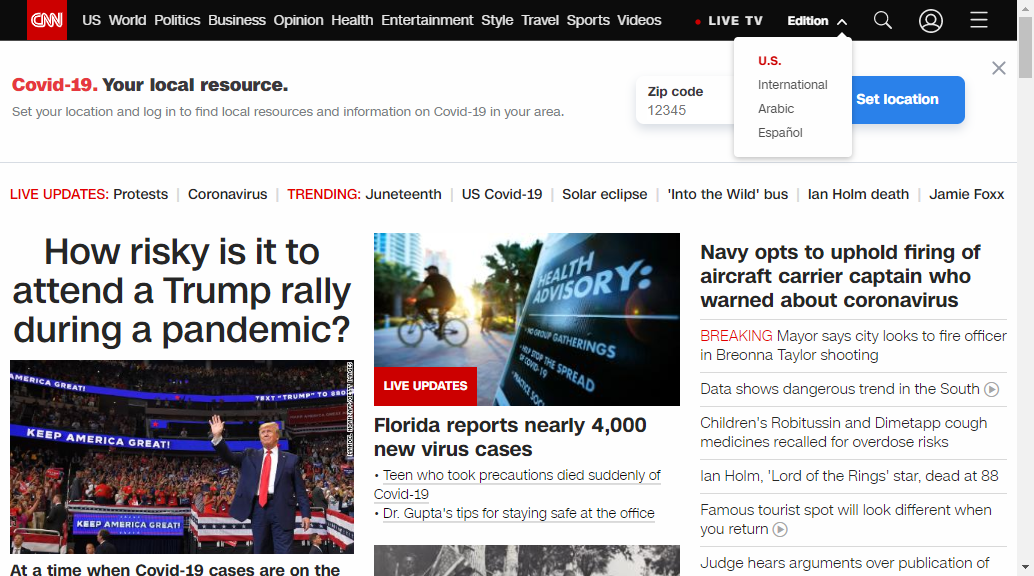 CNN US World Politics Business Opinion Health Entertainment Style Travel Sports Videos LIVE TV Edition
U.S.
International
Arabic
Español
Covid-19. Your local resource.
Set your location and log in to find local resources and information on Covid-19 in your area.
Zip code
12345
Set location
LIVE UPDATES: Protests Coronavirus TRENDING: Juneteenth US Covid-19 Solar eclipse 'Into the Wild' bus Ian Holm death Jamie Foxx
How risky is it to
attend a Trump rally
during a pandemic?
AMERICA GREAT!
TEXT "TRUMP" TO 880
KEEP AMERICA GREAT!
KEEP AMERICA GREAT!
At a time when Covid-19 cases are on the
HEALTH
ADVISORY:
NO GROUP GATHERINGS
HELP STOP THE SPREAD
OF COVID-19
PRACTICE SOC
LIVE UPDATES
Florida reports nearly 4,000
new virus cases
• Teen who took precautions died suddenly of
Covid-19
• Dr. Gupta's tips for staying safe at the office
Navy opts to uphold firing of
aircraft carrier captain who
warned about coronavirus
BREAKING Mayor says city looks to fire officer
in Breonna Taylor shooting
Data shows dangerous trend in the South
Children's Robitussin and Dimetapp cough
medicines recalled for overdose risks
Ian Holm, 'Lord of the Rings' star, dead at 88
Famous tourist spot will look different when
you return
Judge hears arguments over publication of